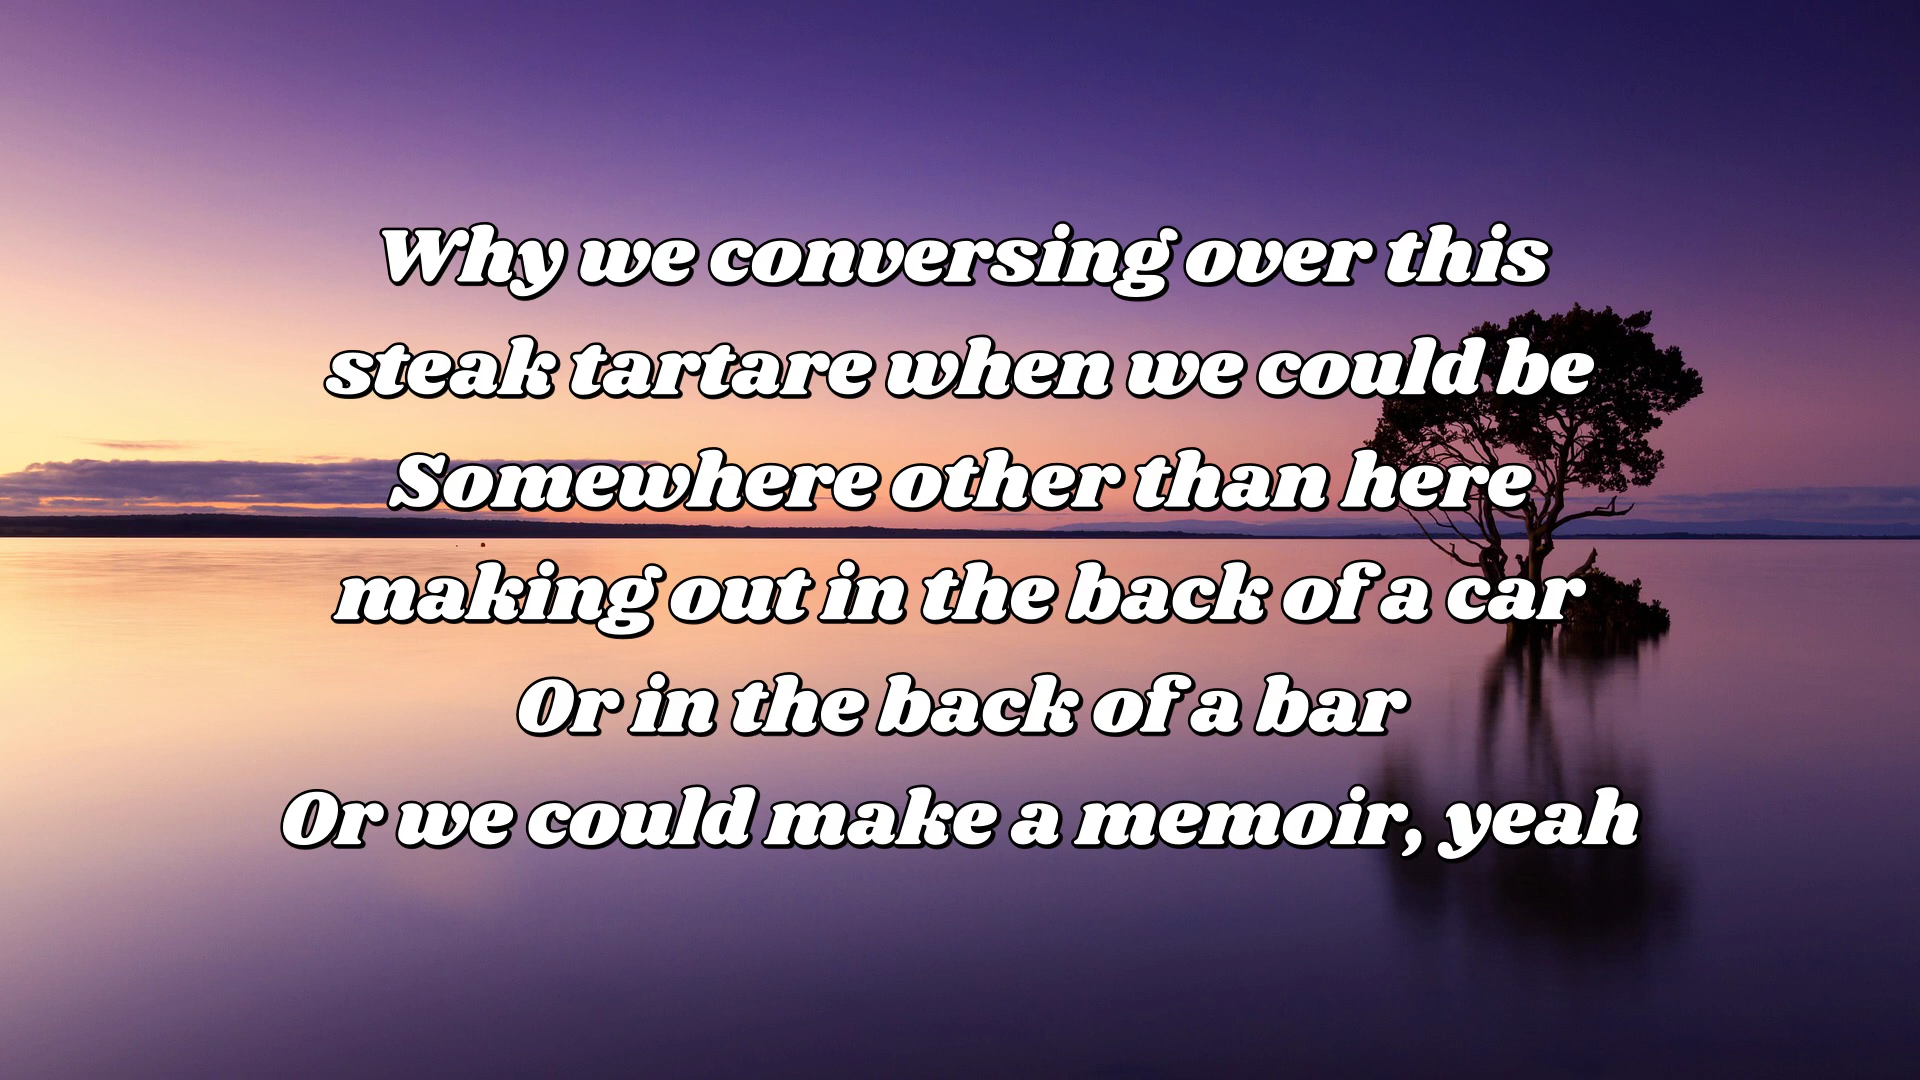 Why we conversing over this
steak tartare when we could be
Somewhere other than here
making out in the back of a car
Or in the back of a bar
Or we could make a memoir, yeah